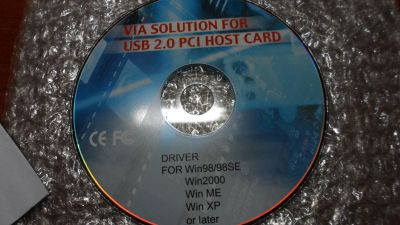 VIA SOLUTION FOR
USB 2.0 PCI HOST CARD
CE FC
DRIVER
FOR Win98/98SE
Win2000
Win ME
Win XP
or later